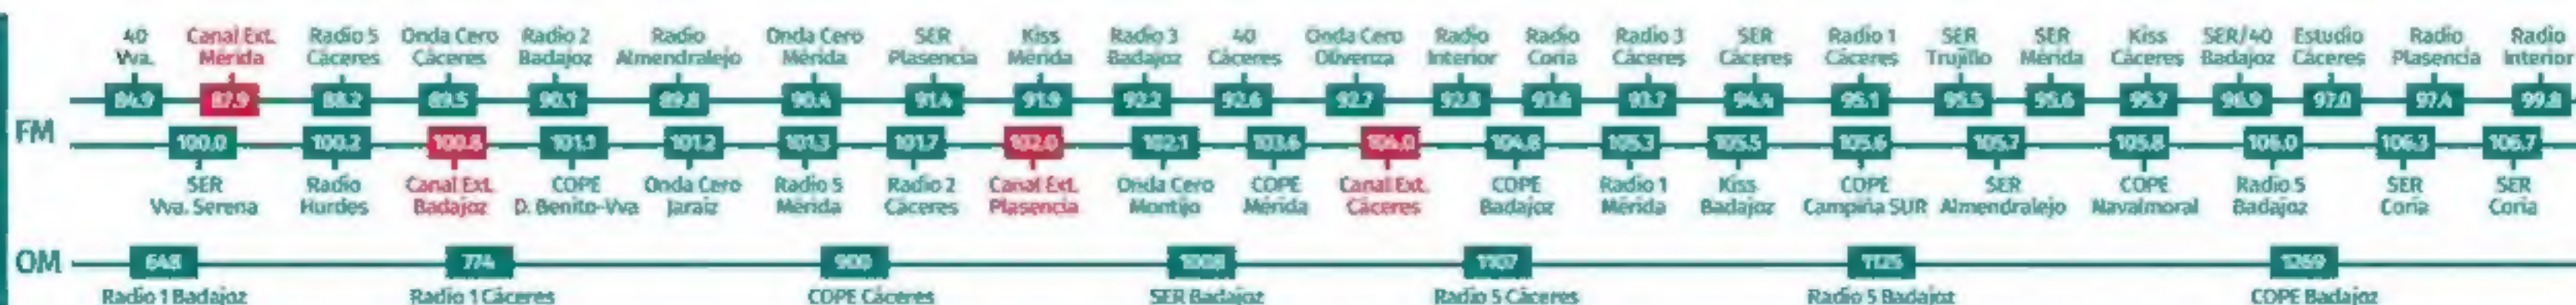 40 Canal Ext. Radio 5 Onda Cero Radio 2 Radio Onda Cero SER Kiss Radio 3 40 Onda Cero Radio Radio Radio 3 SER Radio 1 SER SER Kiss SER/40 Estudio Radio Radio
Vva. Mérida Cáceres Cáceres Badajoz Almendralejo Mérida Plasencia Mérida Badajoz Cáceres Olivenza Interior Coria Cáceres Cáceres Cáceres Trujillo Mérida Cáceres Badajoz Cáceres Plasencia Interior
84.9 87.9 88.2 89.5 90.1 89.8 90.4 91.4 91.9 92.2 92.6 92.7 92.8 93.6 93.7 94.4 95.1 95.5 95.6 95.7 96.9 97.0 97.4 99.8
FM
100.0 100.2 100.8 101.1 101.2 101.3 101.7 102.0 102.1 103.6 104.0 104.8 105.3 105.5 105.6 105.7 105.8 106.0 106.3 106.7
SER Radio Canal Ext. COPE Onda Cero Radio 5 Radio 2 Canal Ext. Onda Cero COPE Canal Ext. COPE Radio 1 Kiss COPE SER COPE Radio 5 SER SER
Vva. Serena Hurdes Badajoz D. Benito-Vva Jaraiz Mérida Cáceres Plasencia Montijo Mérida Cáceres Badajoz Mérida Badajoz Campiña SUR Almendralejo Navalmoral Badajoz Coria Coria
OM 648 774 900 1008 1107 1125 1269
Radio 1 Badajoz Radio 1 Cáceres COPE Cáceres SER Badajoz Radio 5 Cáceres Radio 5 Badajoz COPE Badajoz